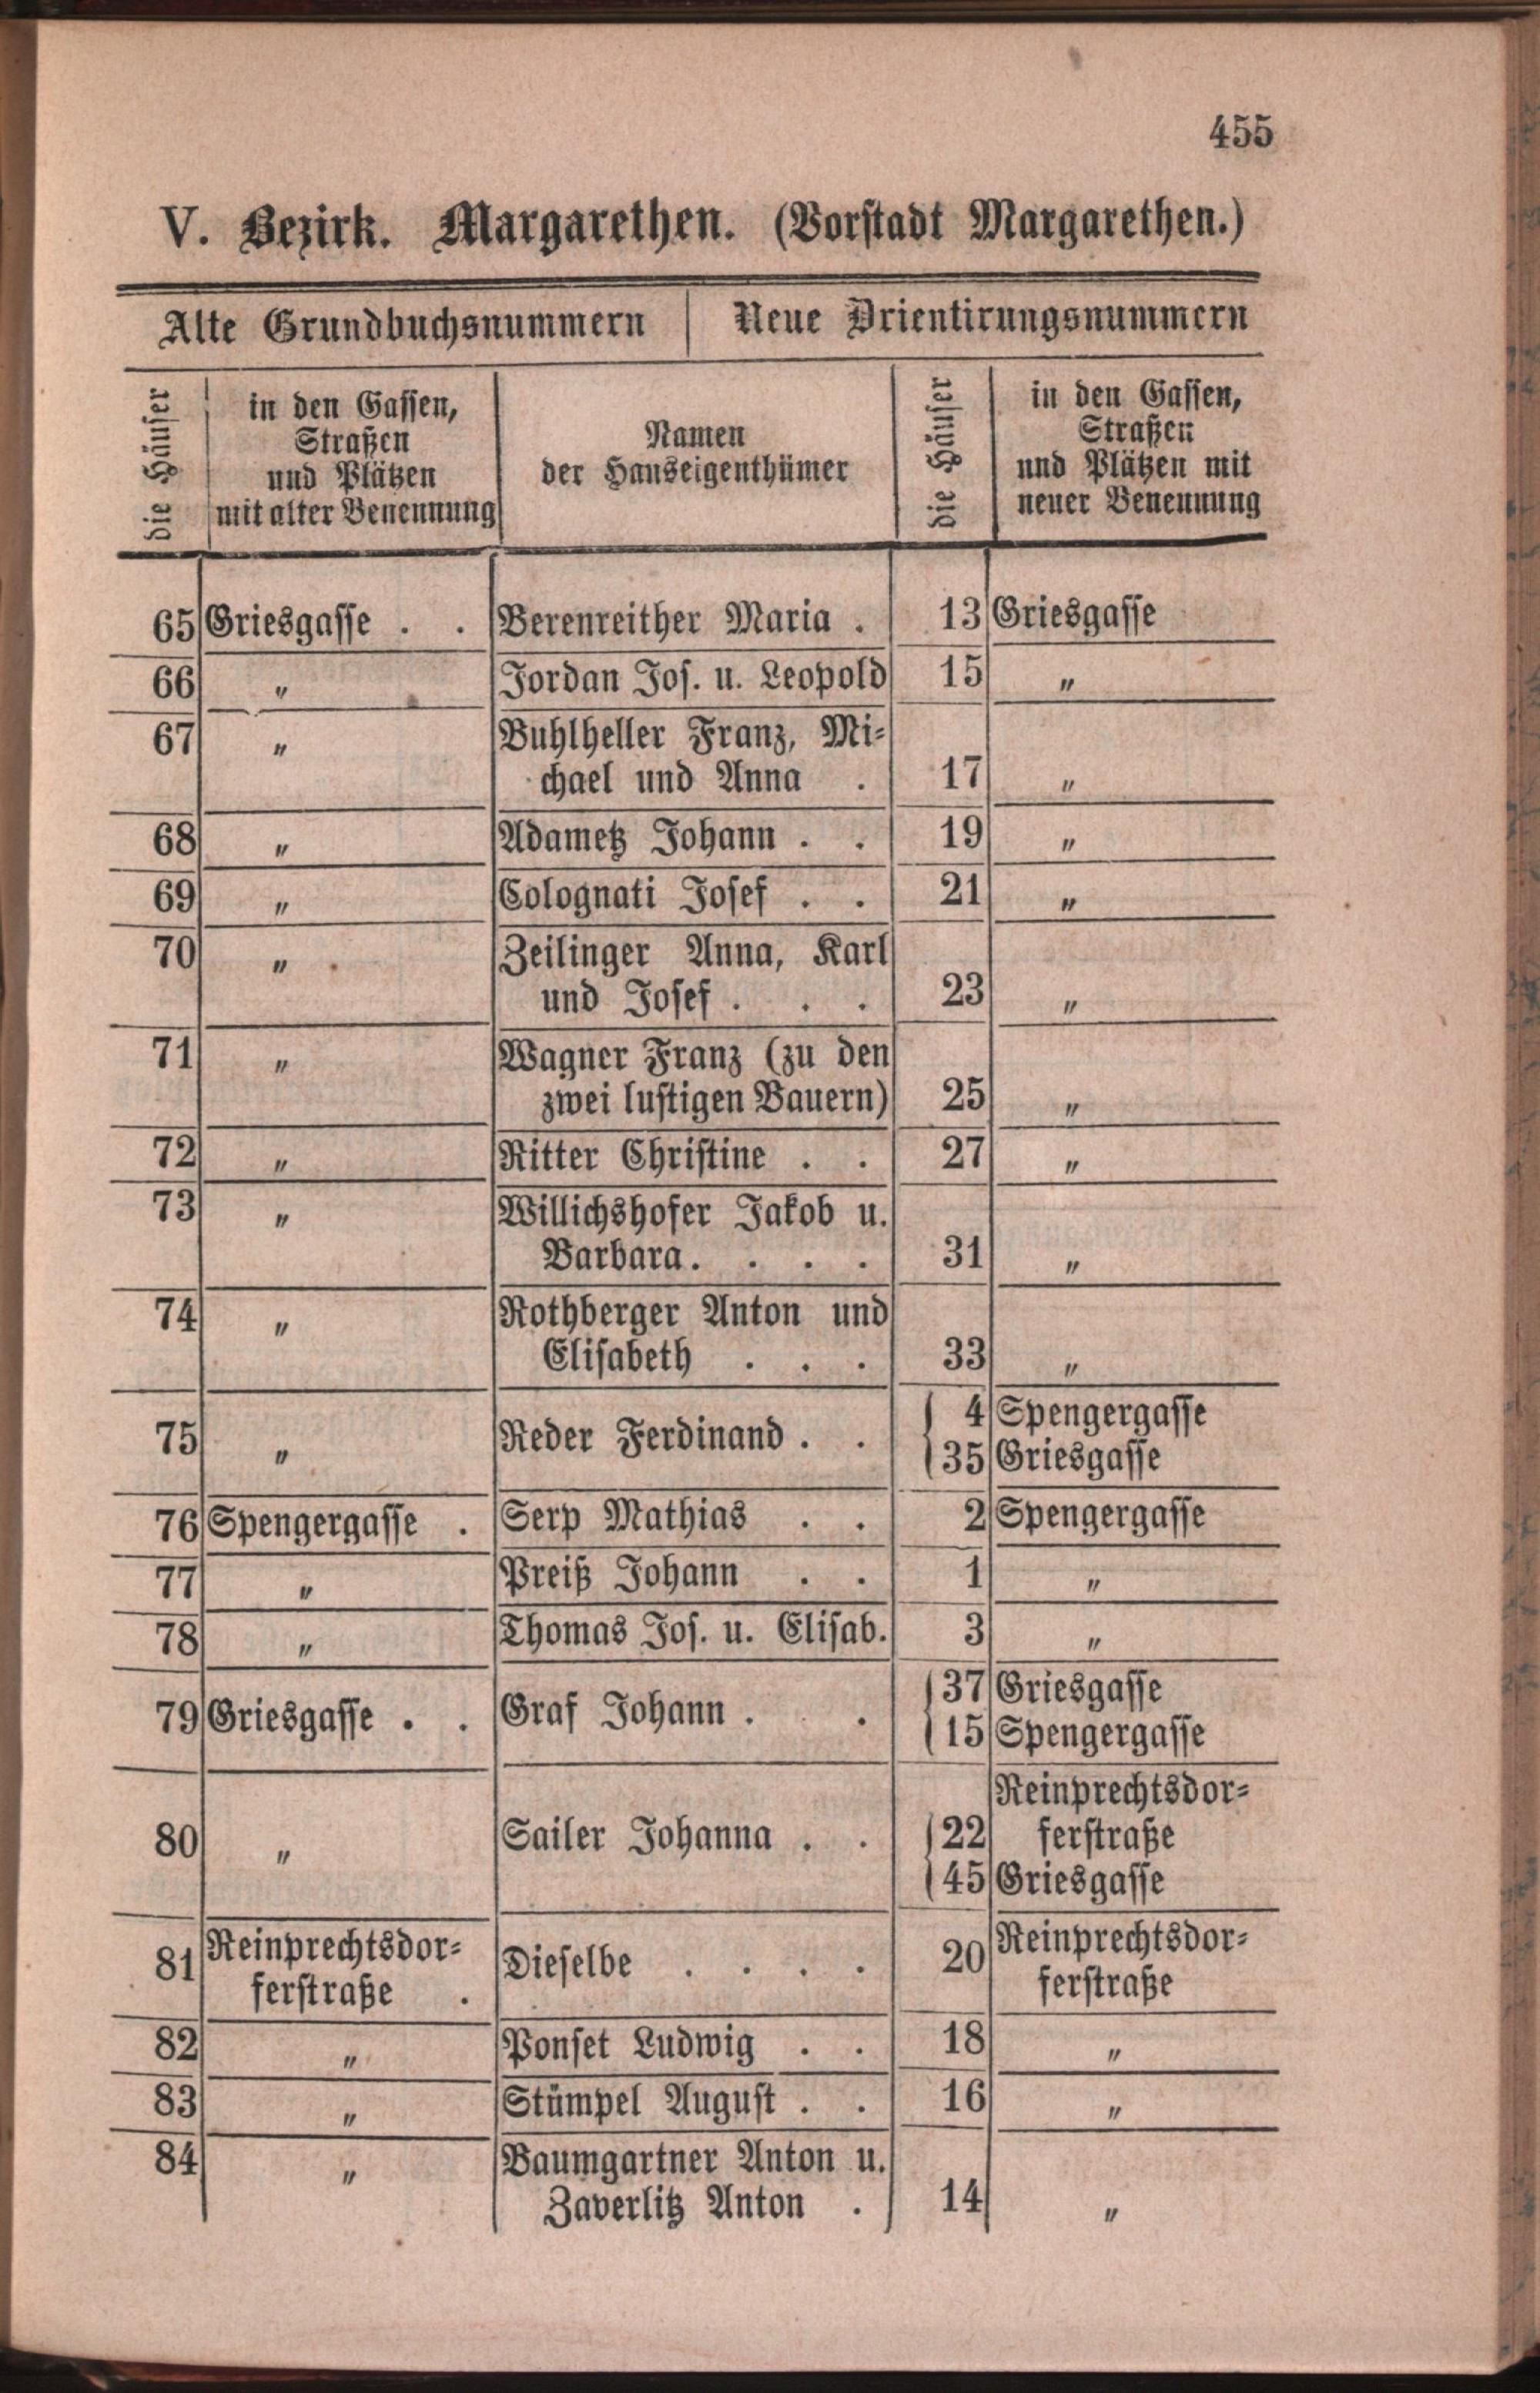 455
V. Bezirk. Margarethen. (Vorstadt Margarethen.)
Alte Grundbuchsnummern | Neue Orientirungsnummern
die Häuser
in den Gassen,
Straßen
und Plätzen
mit alter Benennung
Namen
der Hauseigenthümer
die Häuser
in den Gassen,
Straßen
und Plätzen mit
neuer Benennung
65 Griesgasse . . Berenreither Maria . 13 Griesgasse
66 " Jordan Jos. u. Leopold 15 "
67 " Buhlheller Franz, Mi-
chael und Anna . 17 "
68 " Adametz Johann . . 19 "
69 " Colognati Josef . . 21 "
70 " Zeilinger Anna, Karl
und Josef . . . 23 "
71 " Wagner Franz (zu den
zwei lustigen Bauern) 25 "
72 " Ritter Christine . . 27 "
73 " Willichshofer Jakob u.
Barbara . . . . 31 "
74 " Rothberger Anton und
Elisabeth . . . 33 "
75 " Reder Ferdinand . . 4 Spengergasse
35 Griesgasse
76 Spengergasse . Serp Mathias . . 2 Spengergasse
77 " Preiß Johann . . 1 "
78 " Thomas Jos. u. Elisab. 3 "
79 Griesgasse . . Graf Johann . . . 37 Griesgasse
15 Spengergasse
80 " Sailer Johanna . . 22 Reinprechtsdor-
ferstraße
45 Griesgasse
81 Reinprechtsdor-
ferstraße . Dieselbe . . . . 20 Reinprechtsdor-
ferstraße
82 " Ponset Ludwig . . 18 "
83 " Stümpel August . . 16 "
84 " Baumgartner Anton u.
Zaverlitz Anton . 14 "